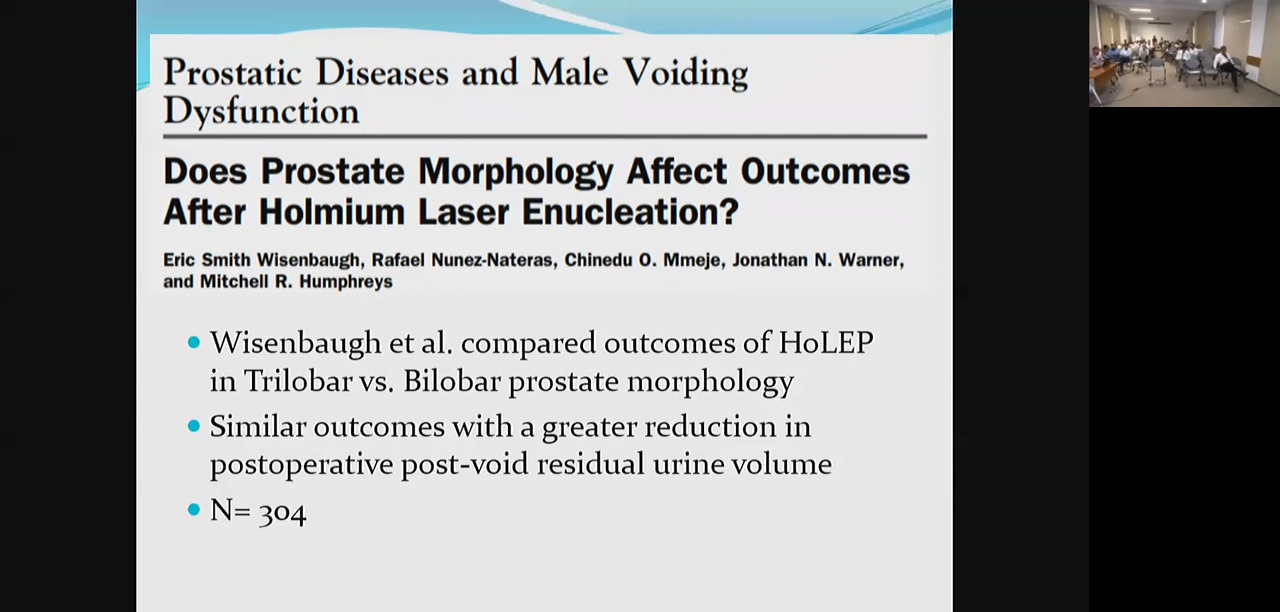 Prostatic Diseases and Male Voiding
Dysfunction
Does Prostate Morphology Affect Outcomes
After Holmium Laser Enucleation?
Eric Smith Wisenbaugh, Rafael Nunez-Nateras, Chinedu O. Mmeje, Jonathan N. Warner,
and Mitchell R. Humphreys
• Wisenbaugh et al. compared outcomes of HoLEP
in Trilobar vs. Bilobar prostate morphology
• Similar outcomes with a greater reduction in
postoperative post-void residual urine volume
• N= 304